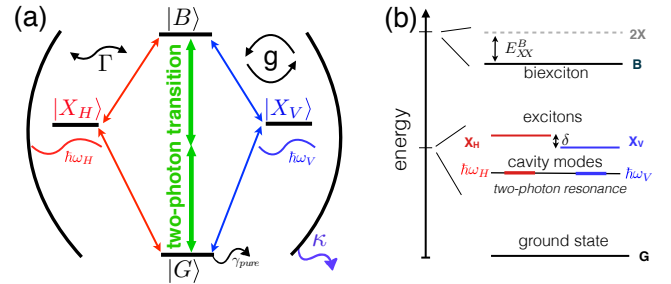 (a)
|B⟩
Γ
g
|X_H⟩
|X_V⟩
two-photon transition
ħω_H
ħω_V
|G⟩
γ_pure
κ
(b)
energy
2X
E^B_XX
B
biexciton
excitons
X_H
δ
X_V
cavity modes
ħω_H
ħω_V
two-photon resonance
ground state
G